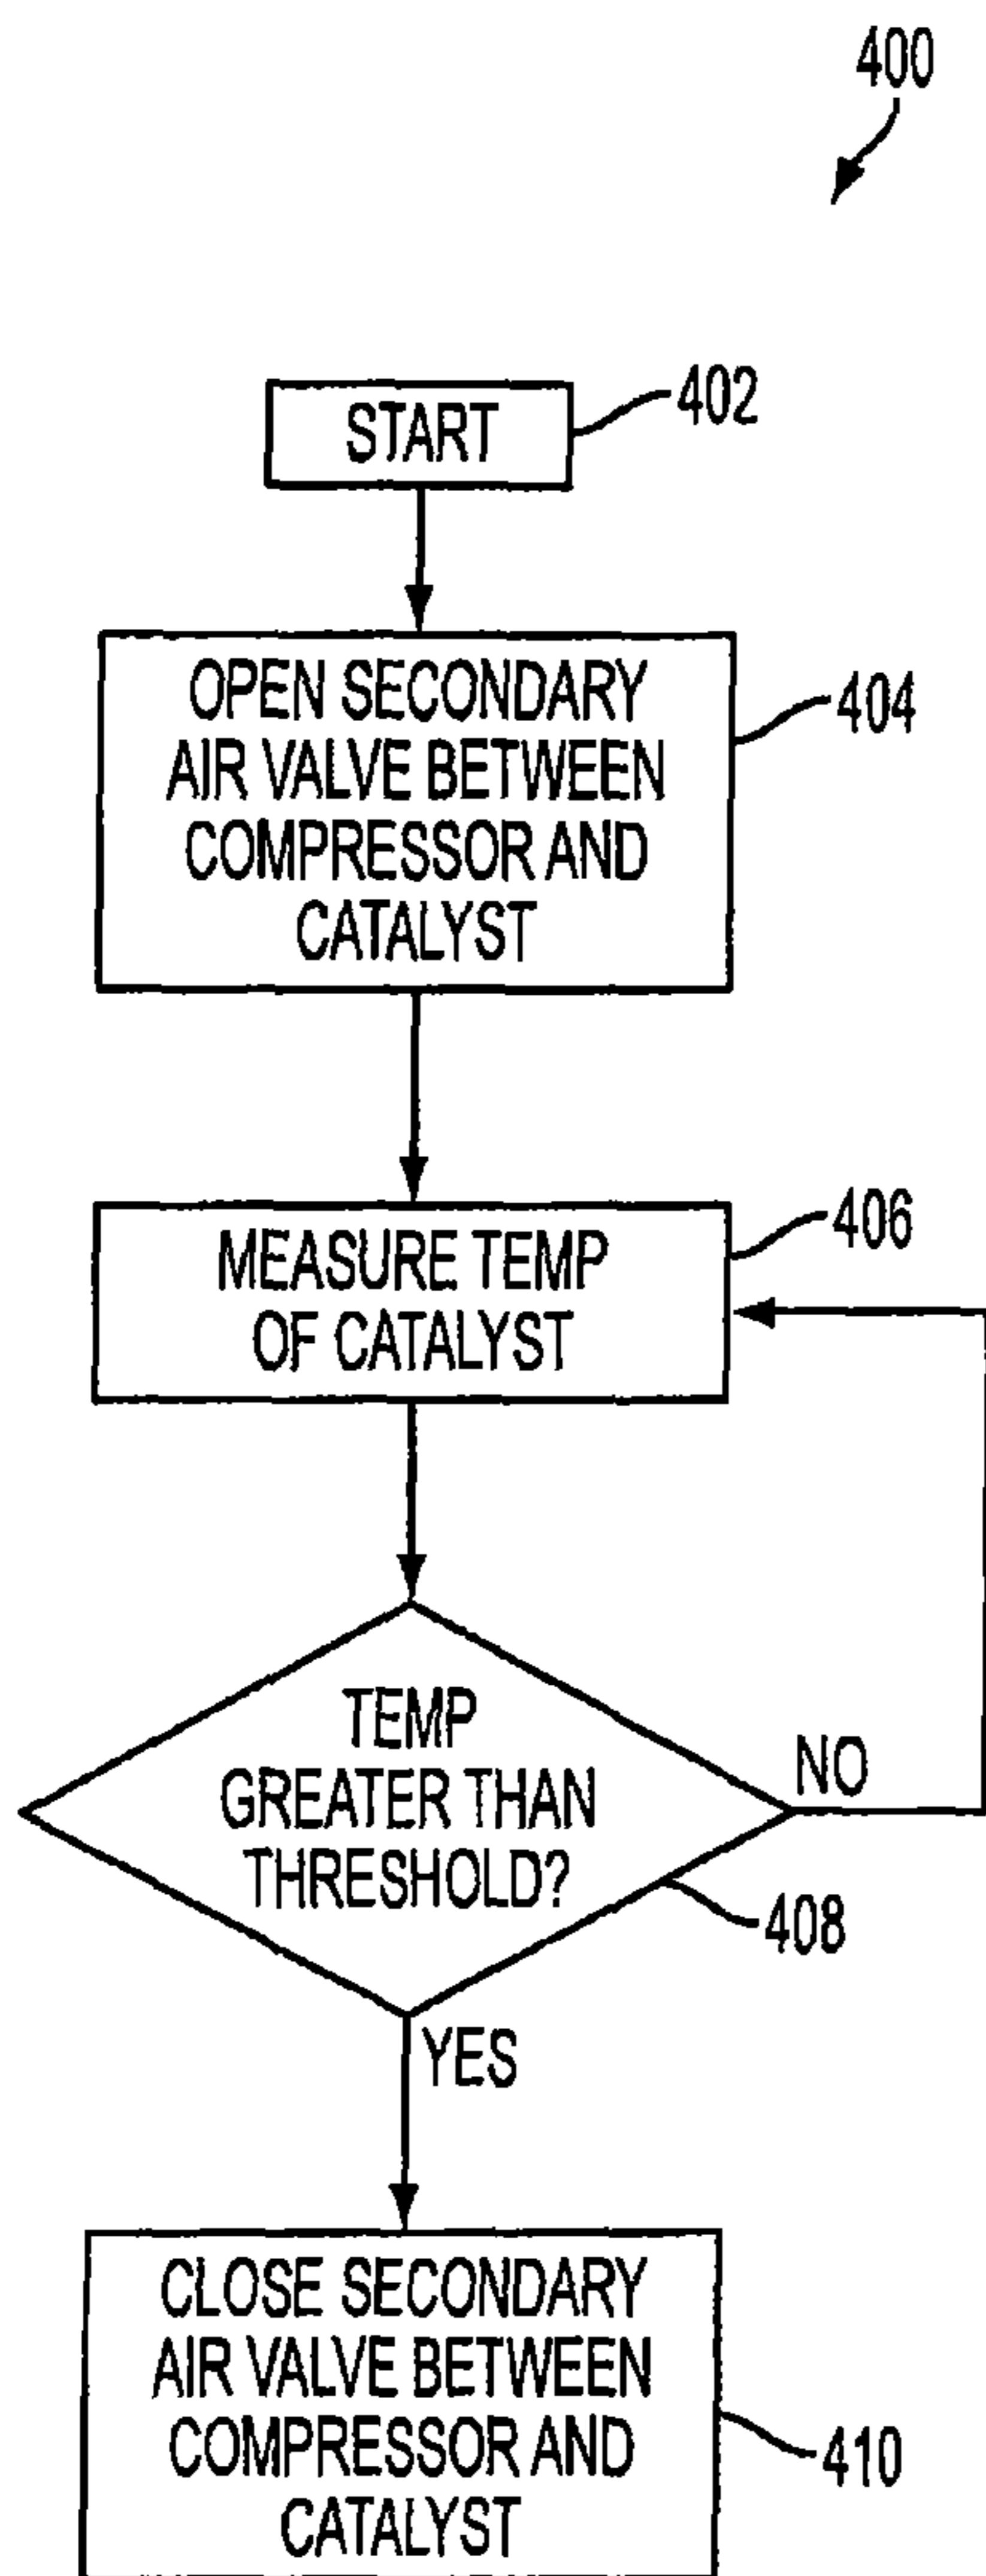 400
START
402
OPEN SECONDARY
AIR VALVE BETWEEN
COMPRESSOR AND
CATALYST
404
MEASURE TEMP
OF CATALYST
406
TEMP
GREATER THAN
THRESHOLD?
NO
408
YES
CLOSE SECONDARY
AIR VALVE BETWEEN
COMPRESSOR AND
CATALYST
410